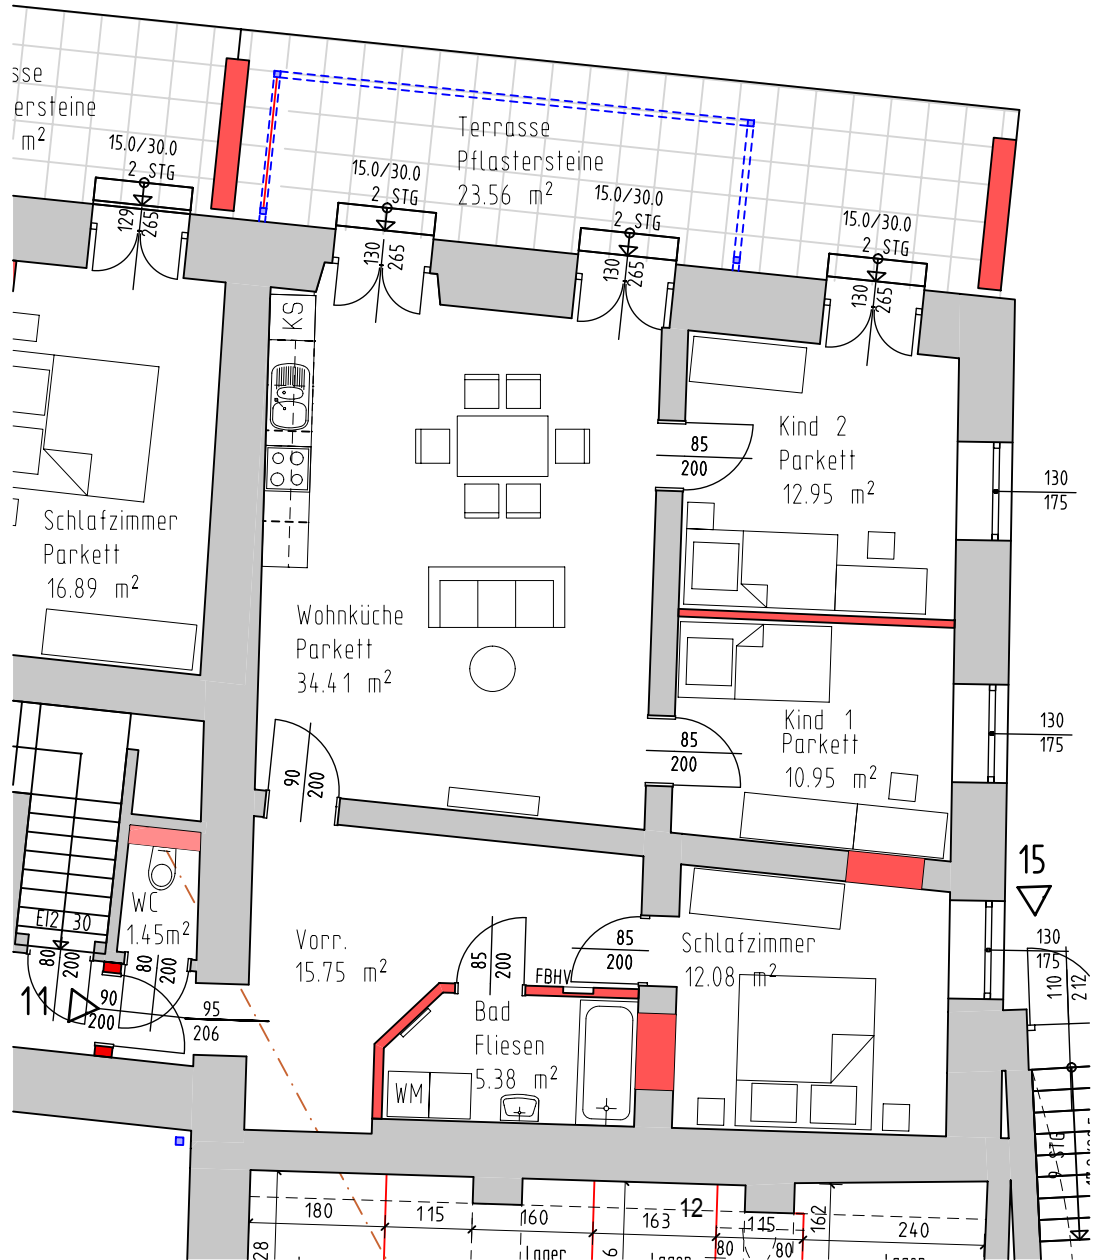 sse
ersteine
m²
15.0/30.0
2 STG
129
265
15.0/30.0
2 STG
130
265
Terrasse
Pflastersteine
23.56 m²
15.0/30.0
2 STG
130
265
15.0/30.0
2 STG
130
265
KS
Kind 2
Parkett
12.95 m²
85
200
130
175
Schlafzimmer
Parkett
16.89 m²
Wohnküche
Parkett
34.41 m²
Kind 1
Parkett
10.95 m²
85
200
130
175
90
200
15
WC
1.45m²
EI2 30
80
200
80
200
90
200
11
95
206
Vorr.
15.75 m²
85
200
FBHV
85
200
Schlafzimmer
12.08 m²
130
175
110
212
Bad
Fliesen
5.38 m²
WM
9 STG
180
115
160
163
12
115
162
240
28
Lager
6
80
80